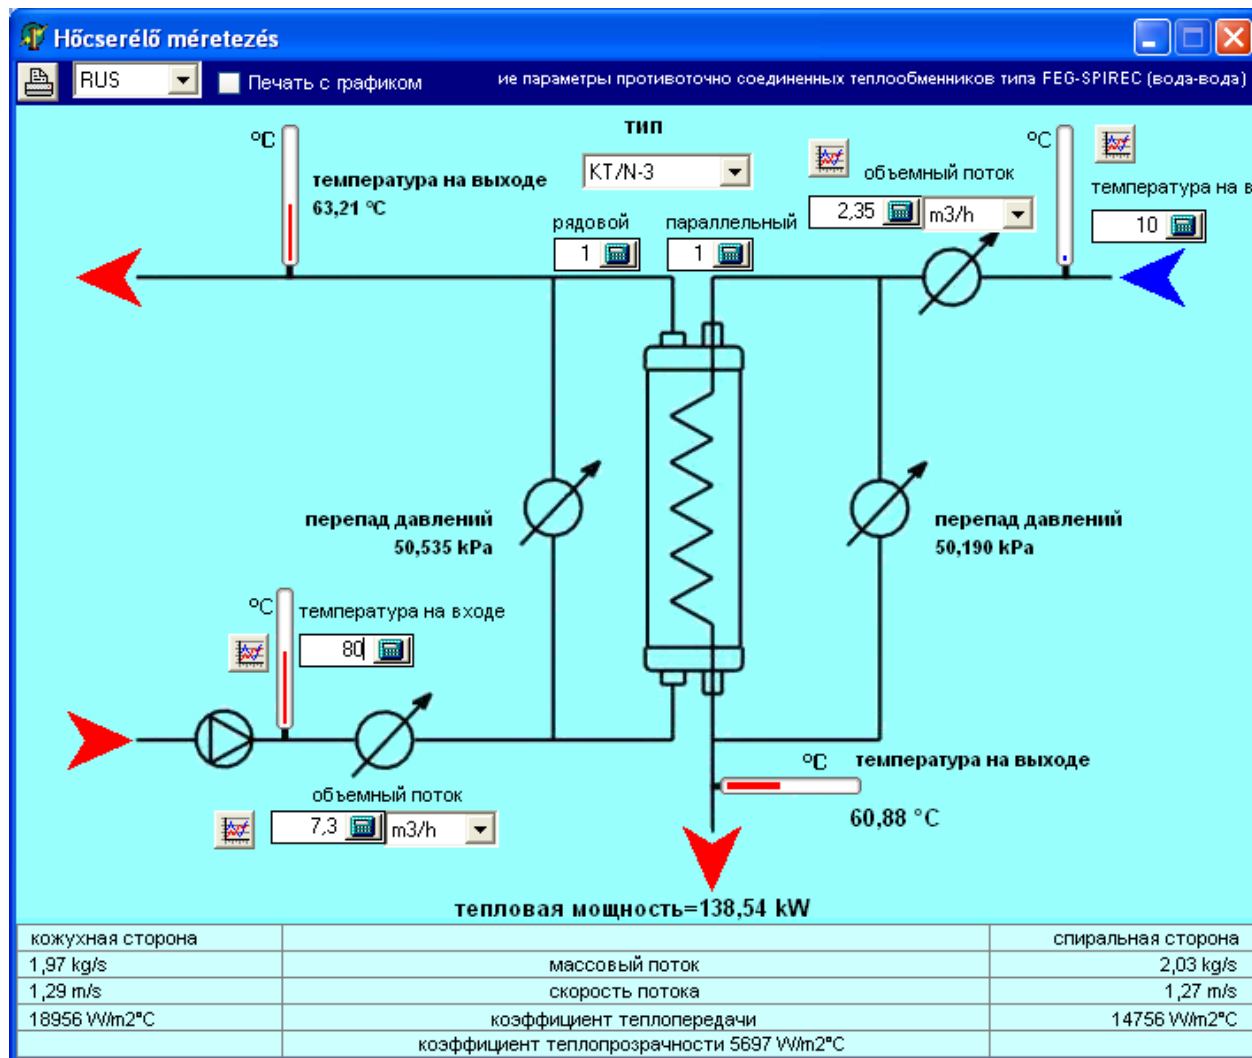 Hőcserélő méretezés
RUS
Печать с графиком
ие параметры противоточно соединенных теплообменников типа FEG-SPIREC (вода-вода)
тип
°C
°C
KT/N-3
объемный поток
температура на выходе
температура на в
63,21 °C
2,35
m3/h
10
рядовой
параллельный
1
1
перепад давлений
перепад давлений
50,535 kPa
50,190 kPa
°C
температура на входе
80
°C
температура на выходе
объемный поток
60,88 °C
7,3
m3/h
тепловая мощность=138,54 kW
кожухная сторона
спиральная сторона
1,97 kg/s
массовый поток
2,03 kg/s
1,29 m/s
скорость потока
1,27 m/s
18956 W/m2°C
коэффициент теплопередачи
14756 W/m2°C
коэффициент теплопрозрачности 5697 W/m2°C